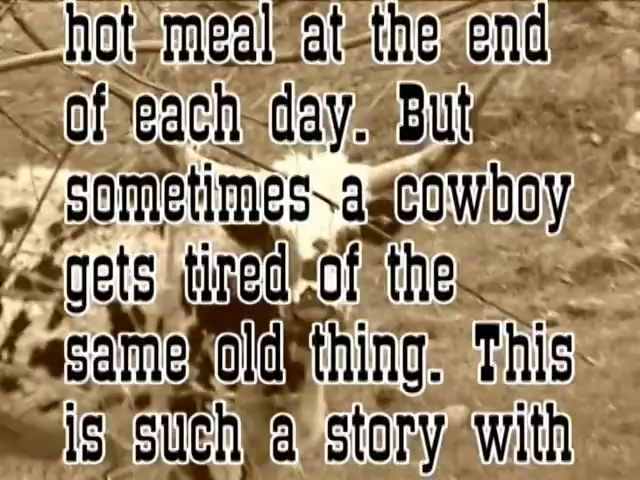 hot meal at the end
of each day. But
sometimes a cowboy
gets tired of the
same old thing. This
is such a story with